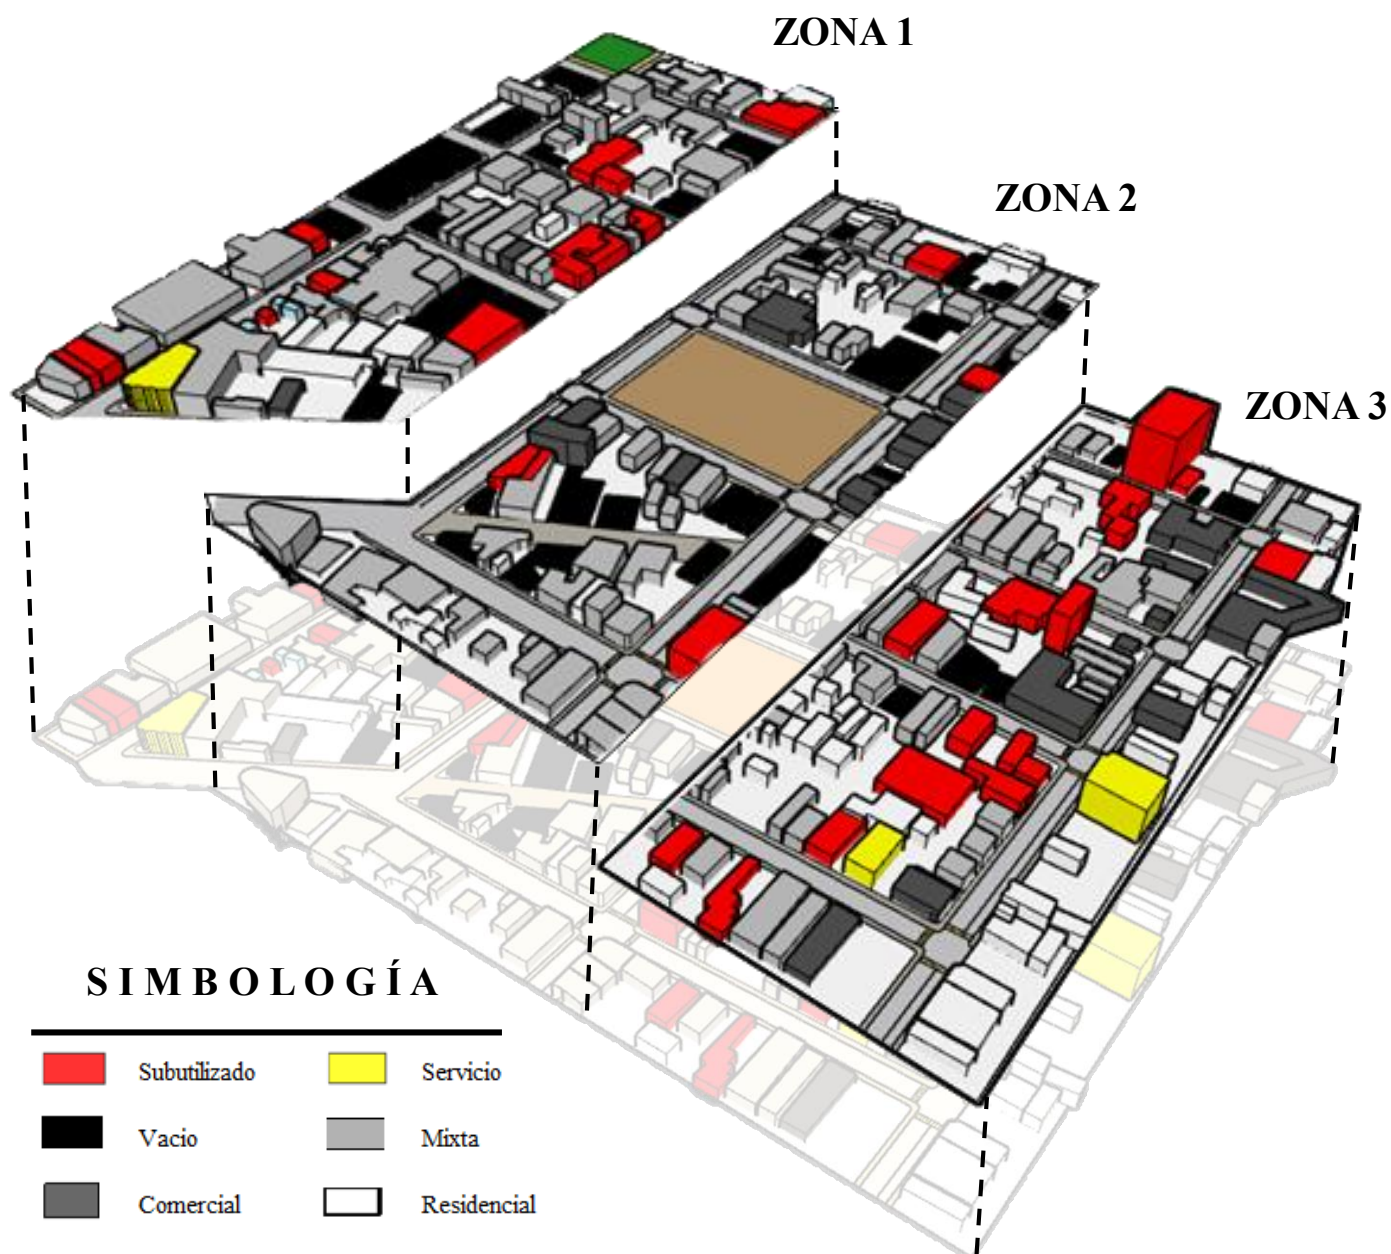 ZONA 1
ZONA 2
ZONA 3
SIMBOLOGÍA
Subutilizado
Servicio
Vacio
Mixta
Comercial
Residencial